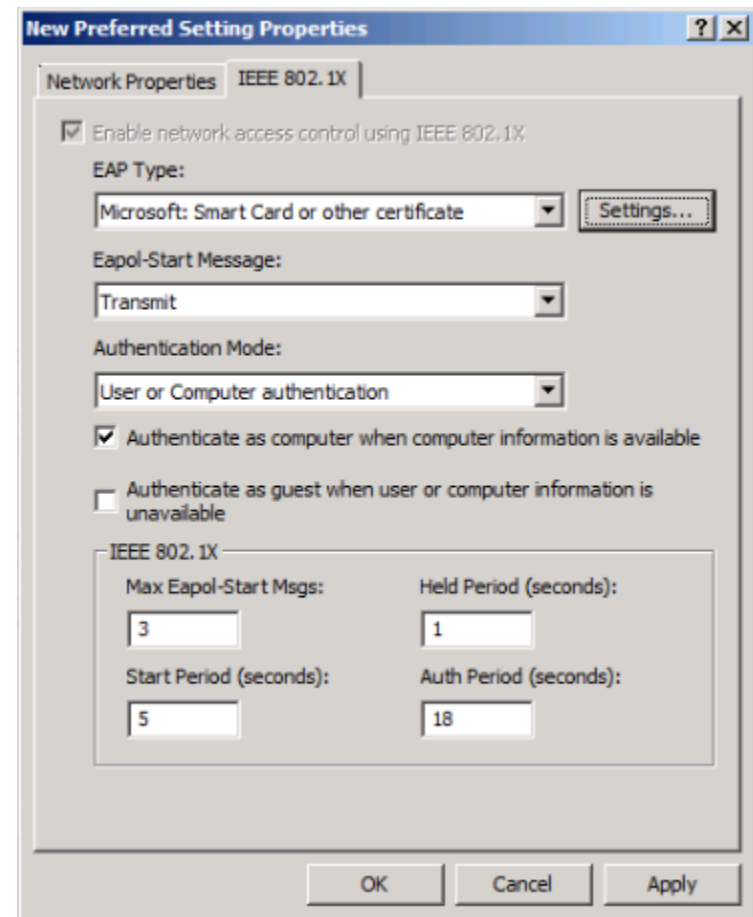 New Preferred Setting Properties
Network Properties
IEEE 802.1X
Enable network access control using IEEE 802.1X
EAP Type:
Microsoft: Smart Card or other certificate
Settings...
Eapol-Start Message:
Transmit
Authentication Mode:
User or Computer authentication
Authenticate as computer when computer information is available
Authenticate as guest when user or computer information is
unavailable
IEEE 802.1X
Max Eapol-Start Msgs:
Held Period (seconds):
3
1
Start Period (seconds):
Auth Period (seconds):
5
18
OK
Cancel
Apply